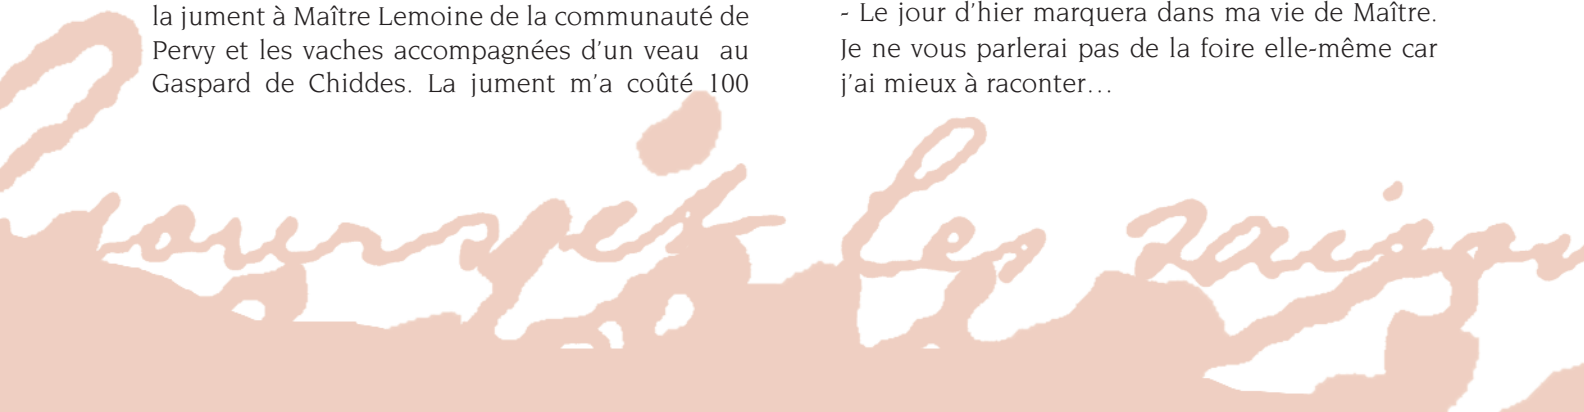 la jument à Maître Lemoine de la communauté de
Pervy et les vaches accompagnées d’un veau au
Gaspard de Chiddes. La jument m’a coûté 100
- Le jour d’hier marquera dans ma vie de Maître.
Je ne vous parlerai pas de la foire elle-même car
j’ai mieux à raconter…
les